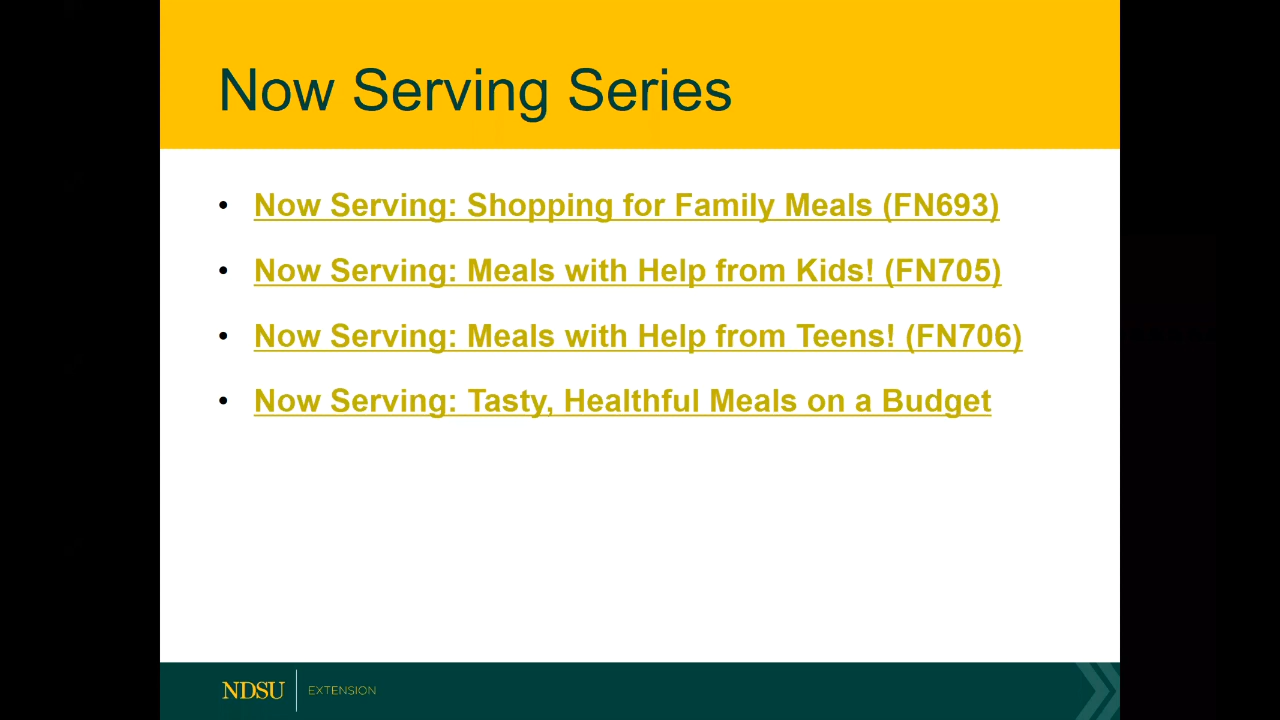 Now Serving Series
• Now Serving: Shopping for Family Meals (FN693)
• Now Serving: Meals with Help from Kids! (FN705)
• Now Serving: Meals with Help from Teens! (FN706)
• Now Serving: Tasty, Healthful Meals on a Budget
NDSU EXTENSION